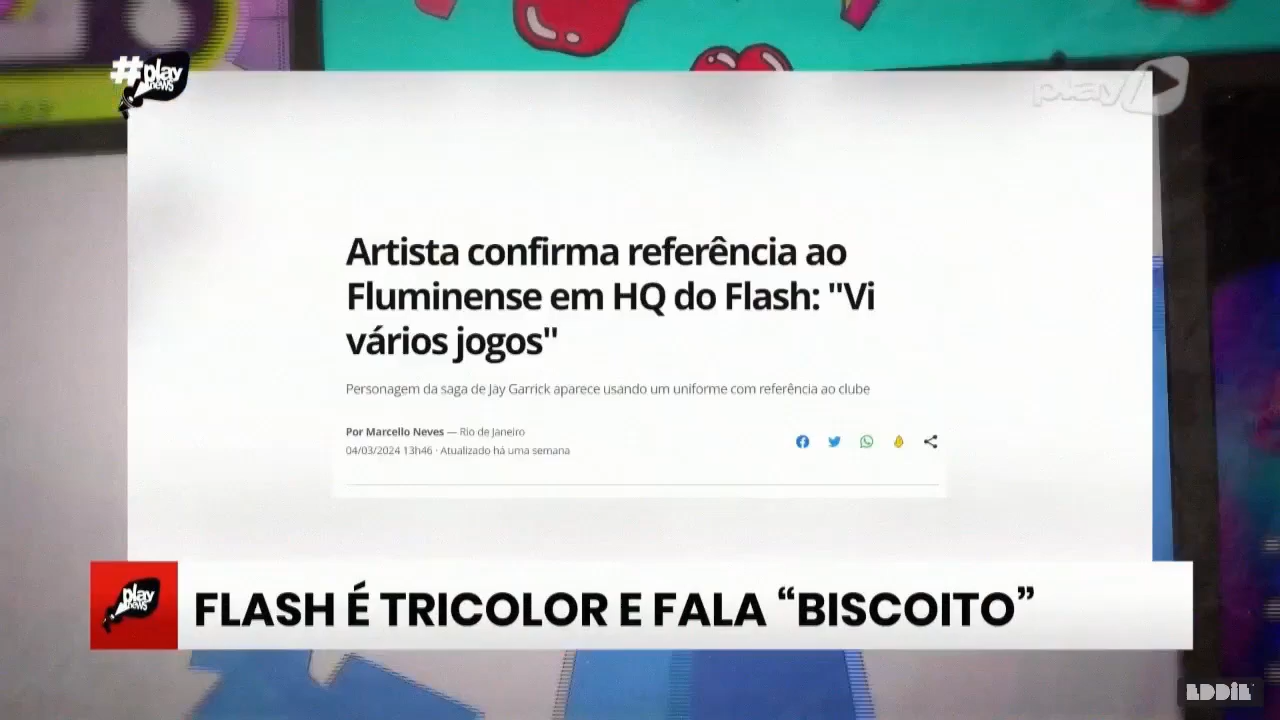 #play
news
play
Artista confirma referência ao
Fluminense em HQ do Flash: "Vi
vários jogos"
Personagem da saga de Jay Garrick aparece usando um uniforme com referência ao clube
Por Marcello Neves — Rio de Janeiro
04/03/2024 13h46 · Atualizado há uma semana
play
news
FLASH É TRICOLOR E FALA “BISCOITO”
EDDIE